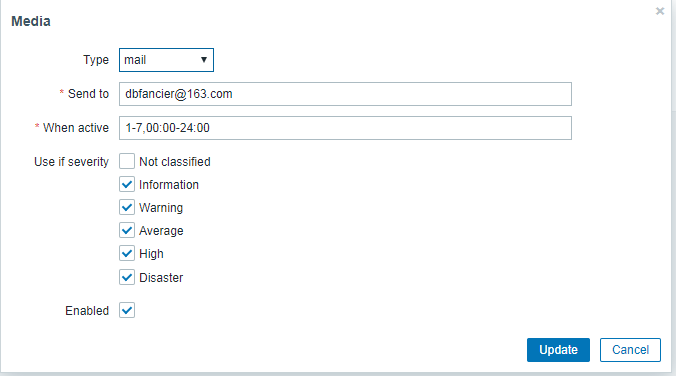 Media
Type mail
* Send to dbfancier@163.com
* When active 1-7,00:00-24:00
Use if severity Not classified
Information
Warning
Average
High
Disaster
Enabled
Update Cancel